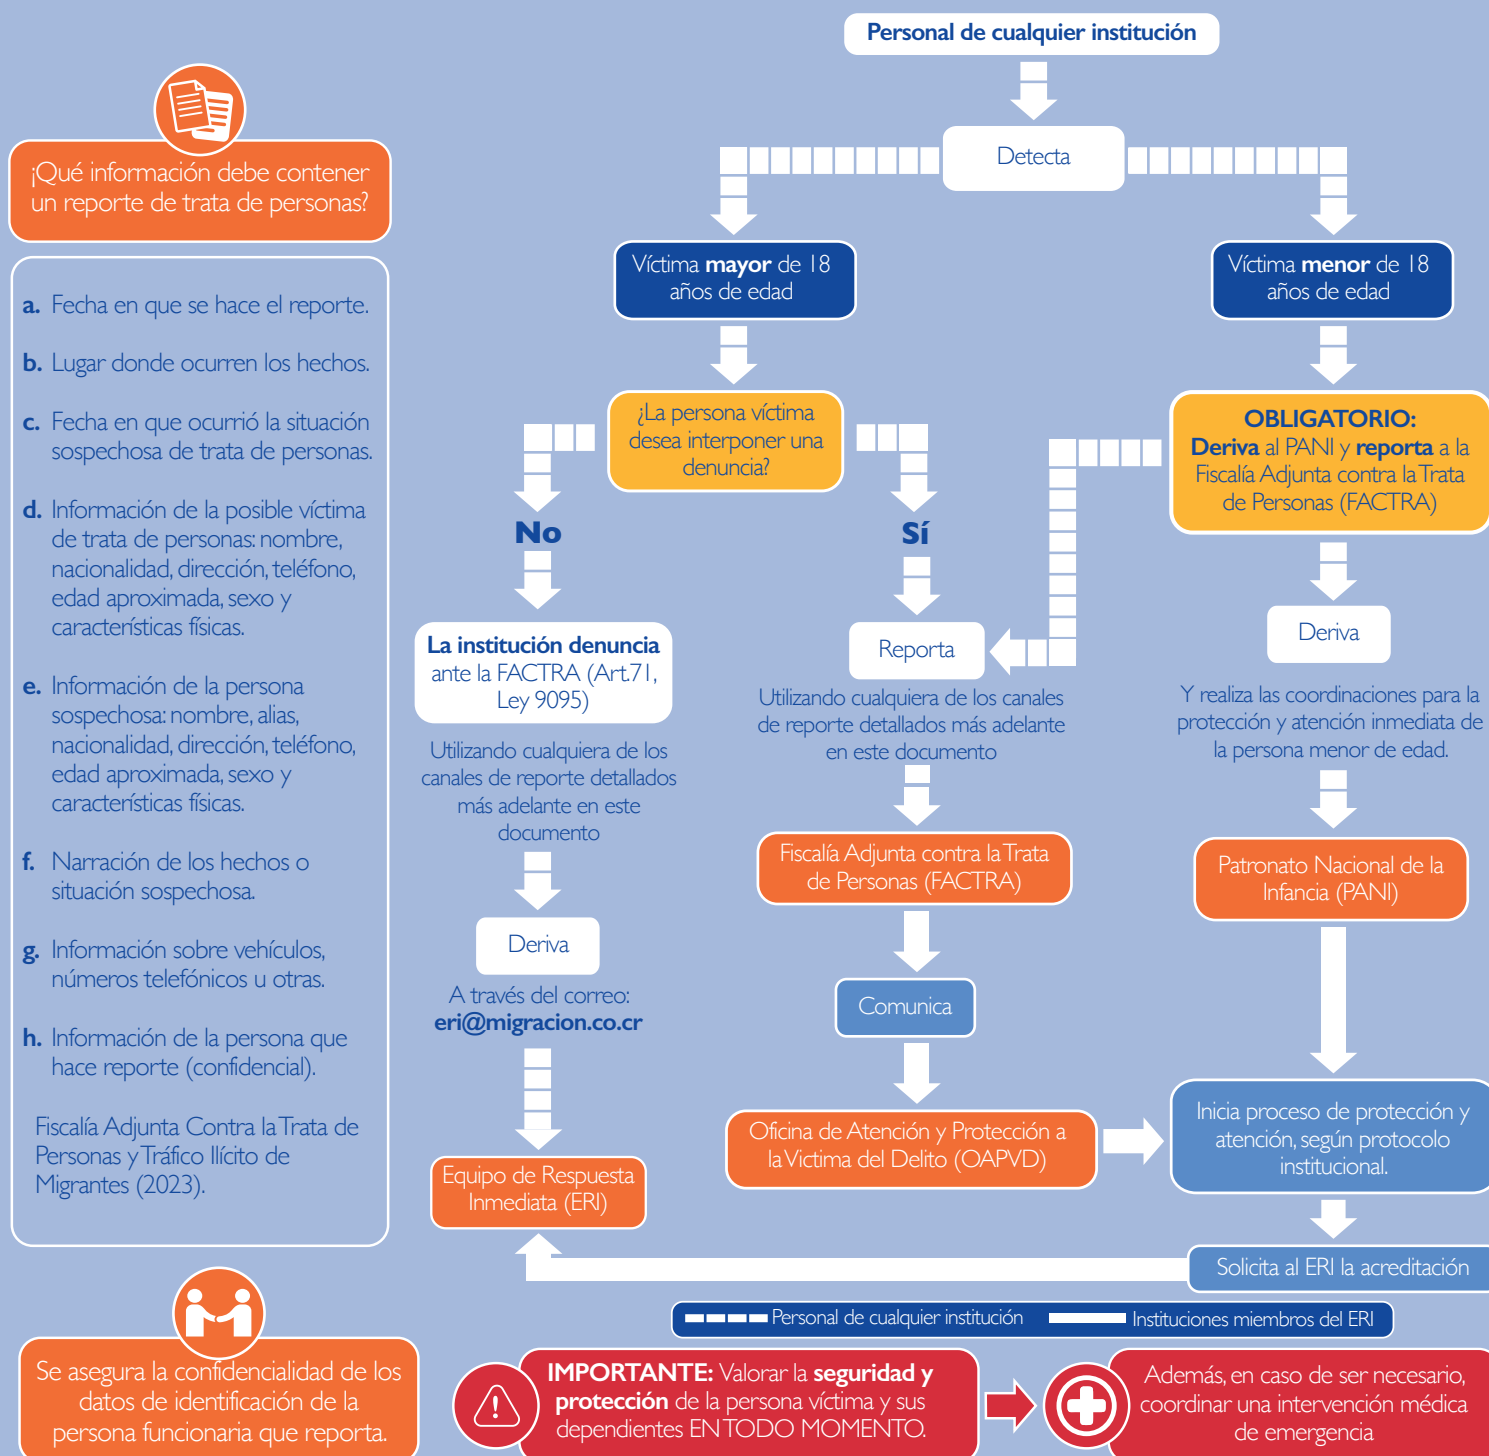 Personal de cualquier institución
Detecta
¡Qué información debe contener
un reporte de trata de personas?
a. Fecha en que se hace el reporte.
b. Lugar donde ocurren los hechos.
c. Fecha en que ocurrió la situación
sospechosa de trata de personas.
d. Información de la posible víctima
de trata de personas: nombre,
nacionalidad, dirección, teléfono,
edad aproximada, sexo y
características físicas.
e. Información de la persona
sospechosa: nombre, alias,
nacionalidad, dirección, teléfono,
edad aproximada, sexo y
características físicas.
f. Narración de los hechos o
situación sospechosa.
g. Información sobre vehículos,
números telefónicos u otras.
h. Información de la persona que
hace reporte (confidencial).
Fiscalía Adjunta Contra la Trata de
Personas y Tráfico Ilícito de
Migrantes (2023).
Se asegura la confidencialidad de los
datos de identificación de la
persona funcionaria que reporta.
Víctima mayor de 18
años de edad
¿La persona víctima
desea interponer una
denuncia?
No
La institución denuncia
ante la FACTRA (Art.71,
Ley 9095)
Utilizando cualquiera de los
canales de reporte detallados
más adelante en este
documento
Deriva
A través del correo:
eri@migracion.co.cr
Equipo de Respuesta
Inmediata (ERI)
Sí
Reporta
Utilizando cualquiera de los canales
de reporte detallados más adelante
en este documento
Fiscalía Adjunta contra la Trata
de Personas (FACTRA)
Comunica
Oficina de Atención y Protección a
la Victima del Delito (OAPVD)
Víctima menor de 18
años de edad
OBLIGATORIO:
Deriva al PANI y reporta a la
Fiscalía Adjunta contra la Trata
de Personas (FACTRA)
Deriva
Y realiza las coordinaciones para la
protección y atención inmediata de
la persona menor de edad.
Patronato Nacional de la
Infancia (PANI)
Inicia proceso de protección y
atención, según protocolo
institucional.
Solicita al ERI la acreditación
Personal de cualquier institución
Instituciones miembros del ERI
IMPORTANTE: Valorar la seguridad y
protección de la persona víctima y sus
dependientes EN TODO MOMENTO.
Además, en caso de ser necesario,
coordinar una intervención médica
de emergencia